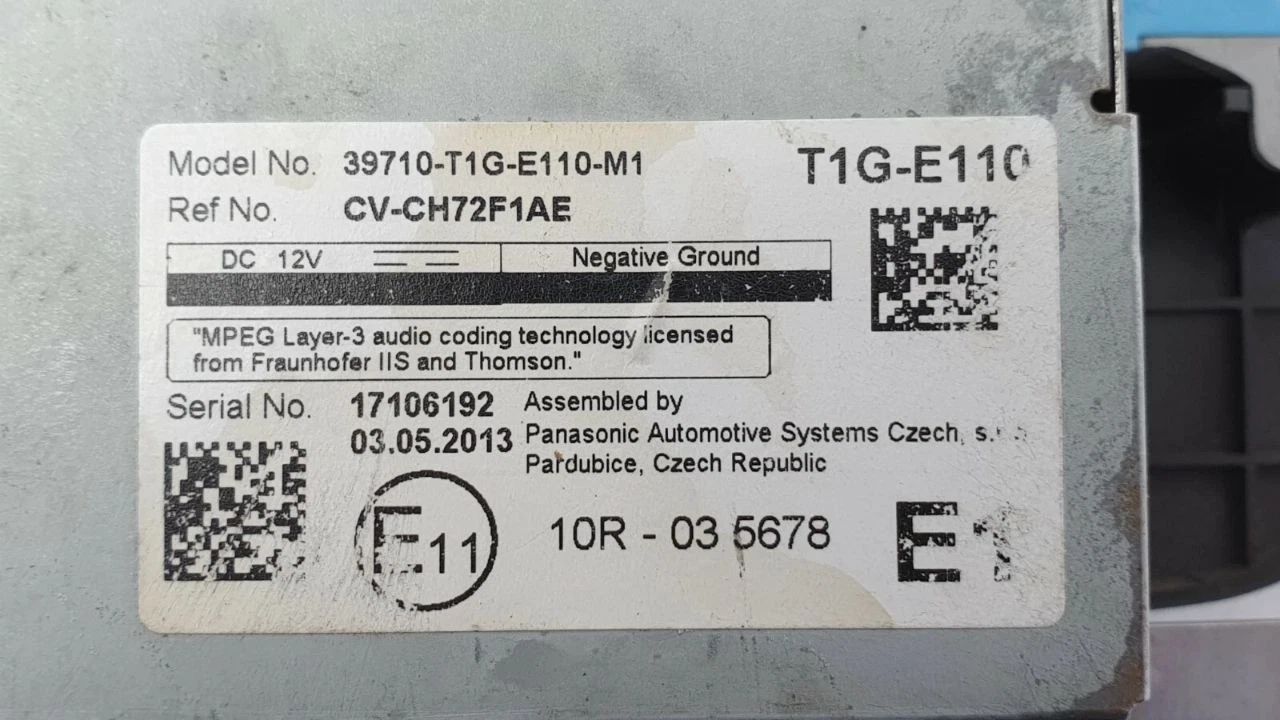 Model No. 39710-T1G-E110-M1
T1G-E110
Ref No. CV-CH72F1AE
DC 12V
Negative Ground
"MPEG Layer-3 audio coding technology licensed
from Fraunhofer IIS and Thomson."
Serial No. 17106192
03.05.2013
Assembled by
Panasonic Automotive Systems Czech,
Pardubice, Czech Republic
E11
10R - 03 5678